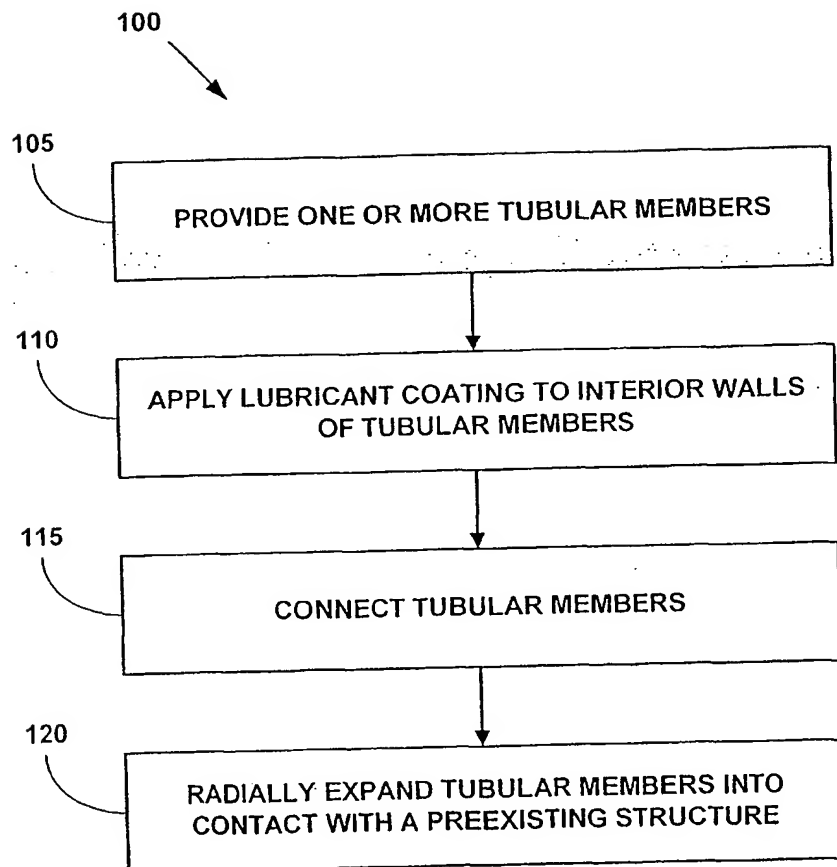 100
105
PROVIDE ONE OR MORE TUBULAR MEMBERS
110
APPLY LUBRICANT COATING TO INTERIOR WALLS
OF TUBULAR MEMBERS
115
CONNECT TUBULAR MEMBERS
120
RADIALLY EXPAND TUBULAR MEMBERS INTO
CONTACT WITH A PREEXISTING STRUCTURE